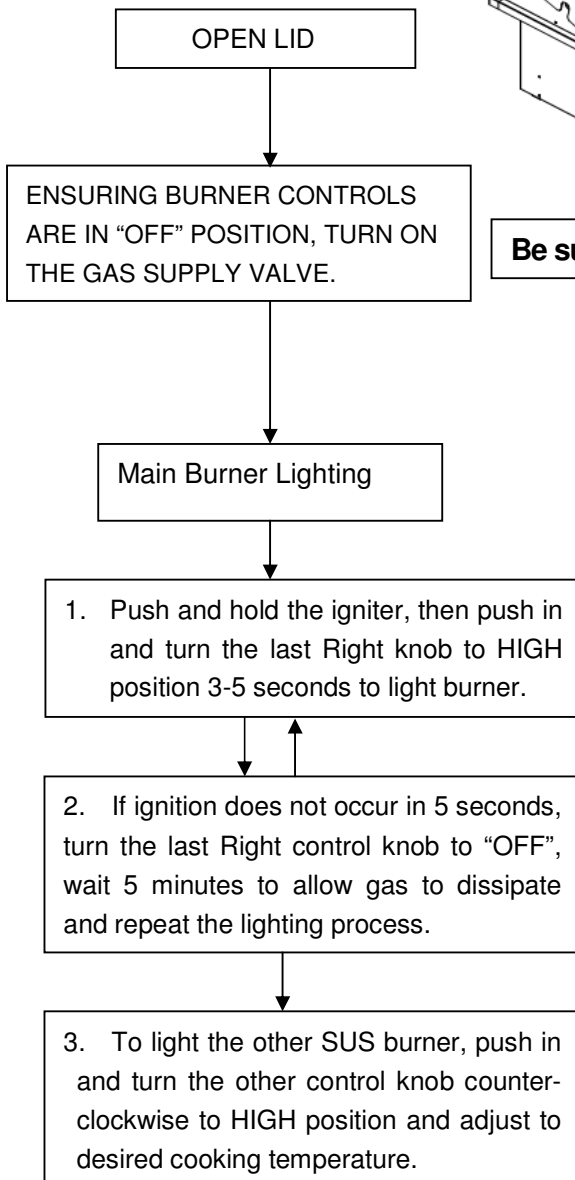 OPEN LID
ENSURING BURNER CONTROLS
ARE IN “OFF” POSITION, TURN ON
THE GAS SUPPLY VALVE.
Be su
Main Burner Lighting
1. Push and hold the igniter, then push in
and turn the last Right knob to HIGH
position 3-5 seconds to light burner.
2. If ignition does not occur in 5 seconds,
turn the last Right control knob to “OFF”,
wait 5 minutes to allow gas to dissipate
and repeat the lighting process.
3. To light the other SUS burner, push in
and turn the other control knob counter-
clockwise to HIGH position and adjust to
desired cooking temperature.